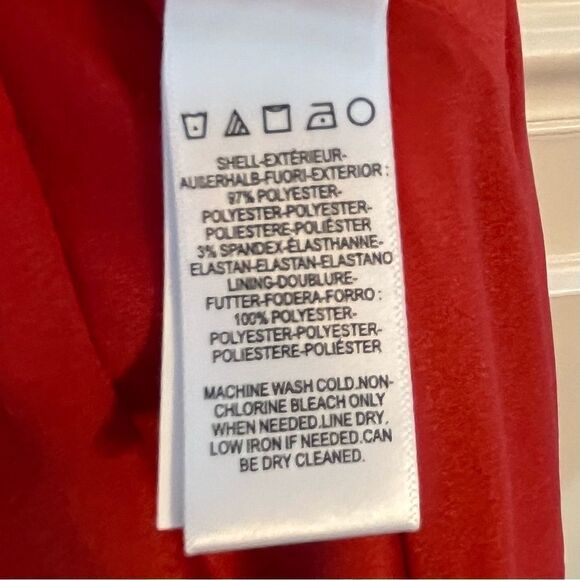 SHELL-EXTÉRIEUR-
AUßERHALB-FUORI-EXTERIOR :
97% POLYESTER-
POLYESTER-POLYESTER-
POLIESTERE-POLIÉSTER
3% SPANDEX-ÉLASTHANNE-
ELASTAN-ELASTAN-ELASTANO
LINING-DOUBLURE-
FUTTER-FODERA-FORRO :
100% POLYESTER-
POLYESTER-POLYESTER-
POLIESTERE-POLIÉSTER
MACHINE WASH COLD.NON-
CHLORINE BLEACH ONLY
WHEN NEEDED.LINE DRY.
LOW IRON IF NEEDED.CAN
BE DRY CLEANED.